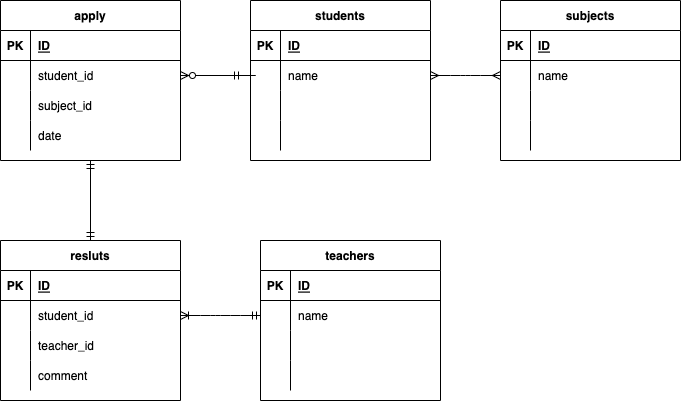 apply
PK ID
student_id
subject_id
date
students
PK ID
name
subjects
PK ID
name
resluts
PK ID
student_id
teacher_id
comment
teachers
PK ID
name